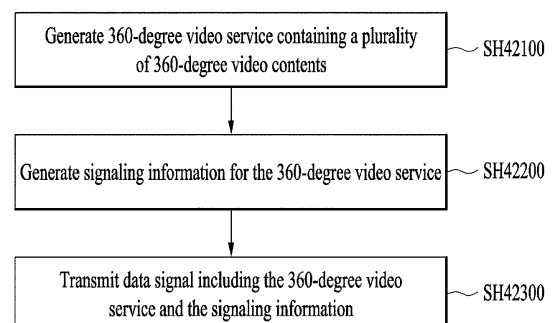 Generate 360-degree video service containing a plurality
of 360-degree video contents
SH42100
Generate signaling information for the 360-degree video service
SH42200
Transmit data signal including the 360-degree video
service and the signaling information
SH42300